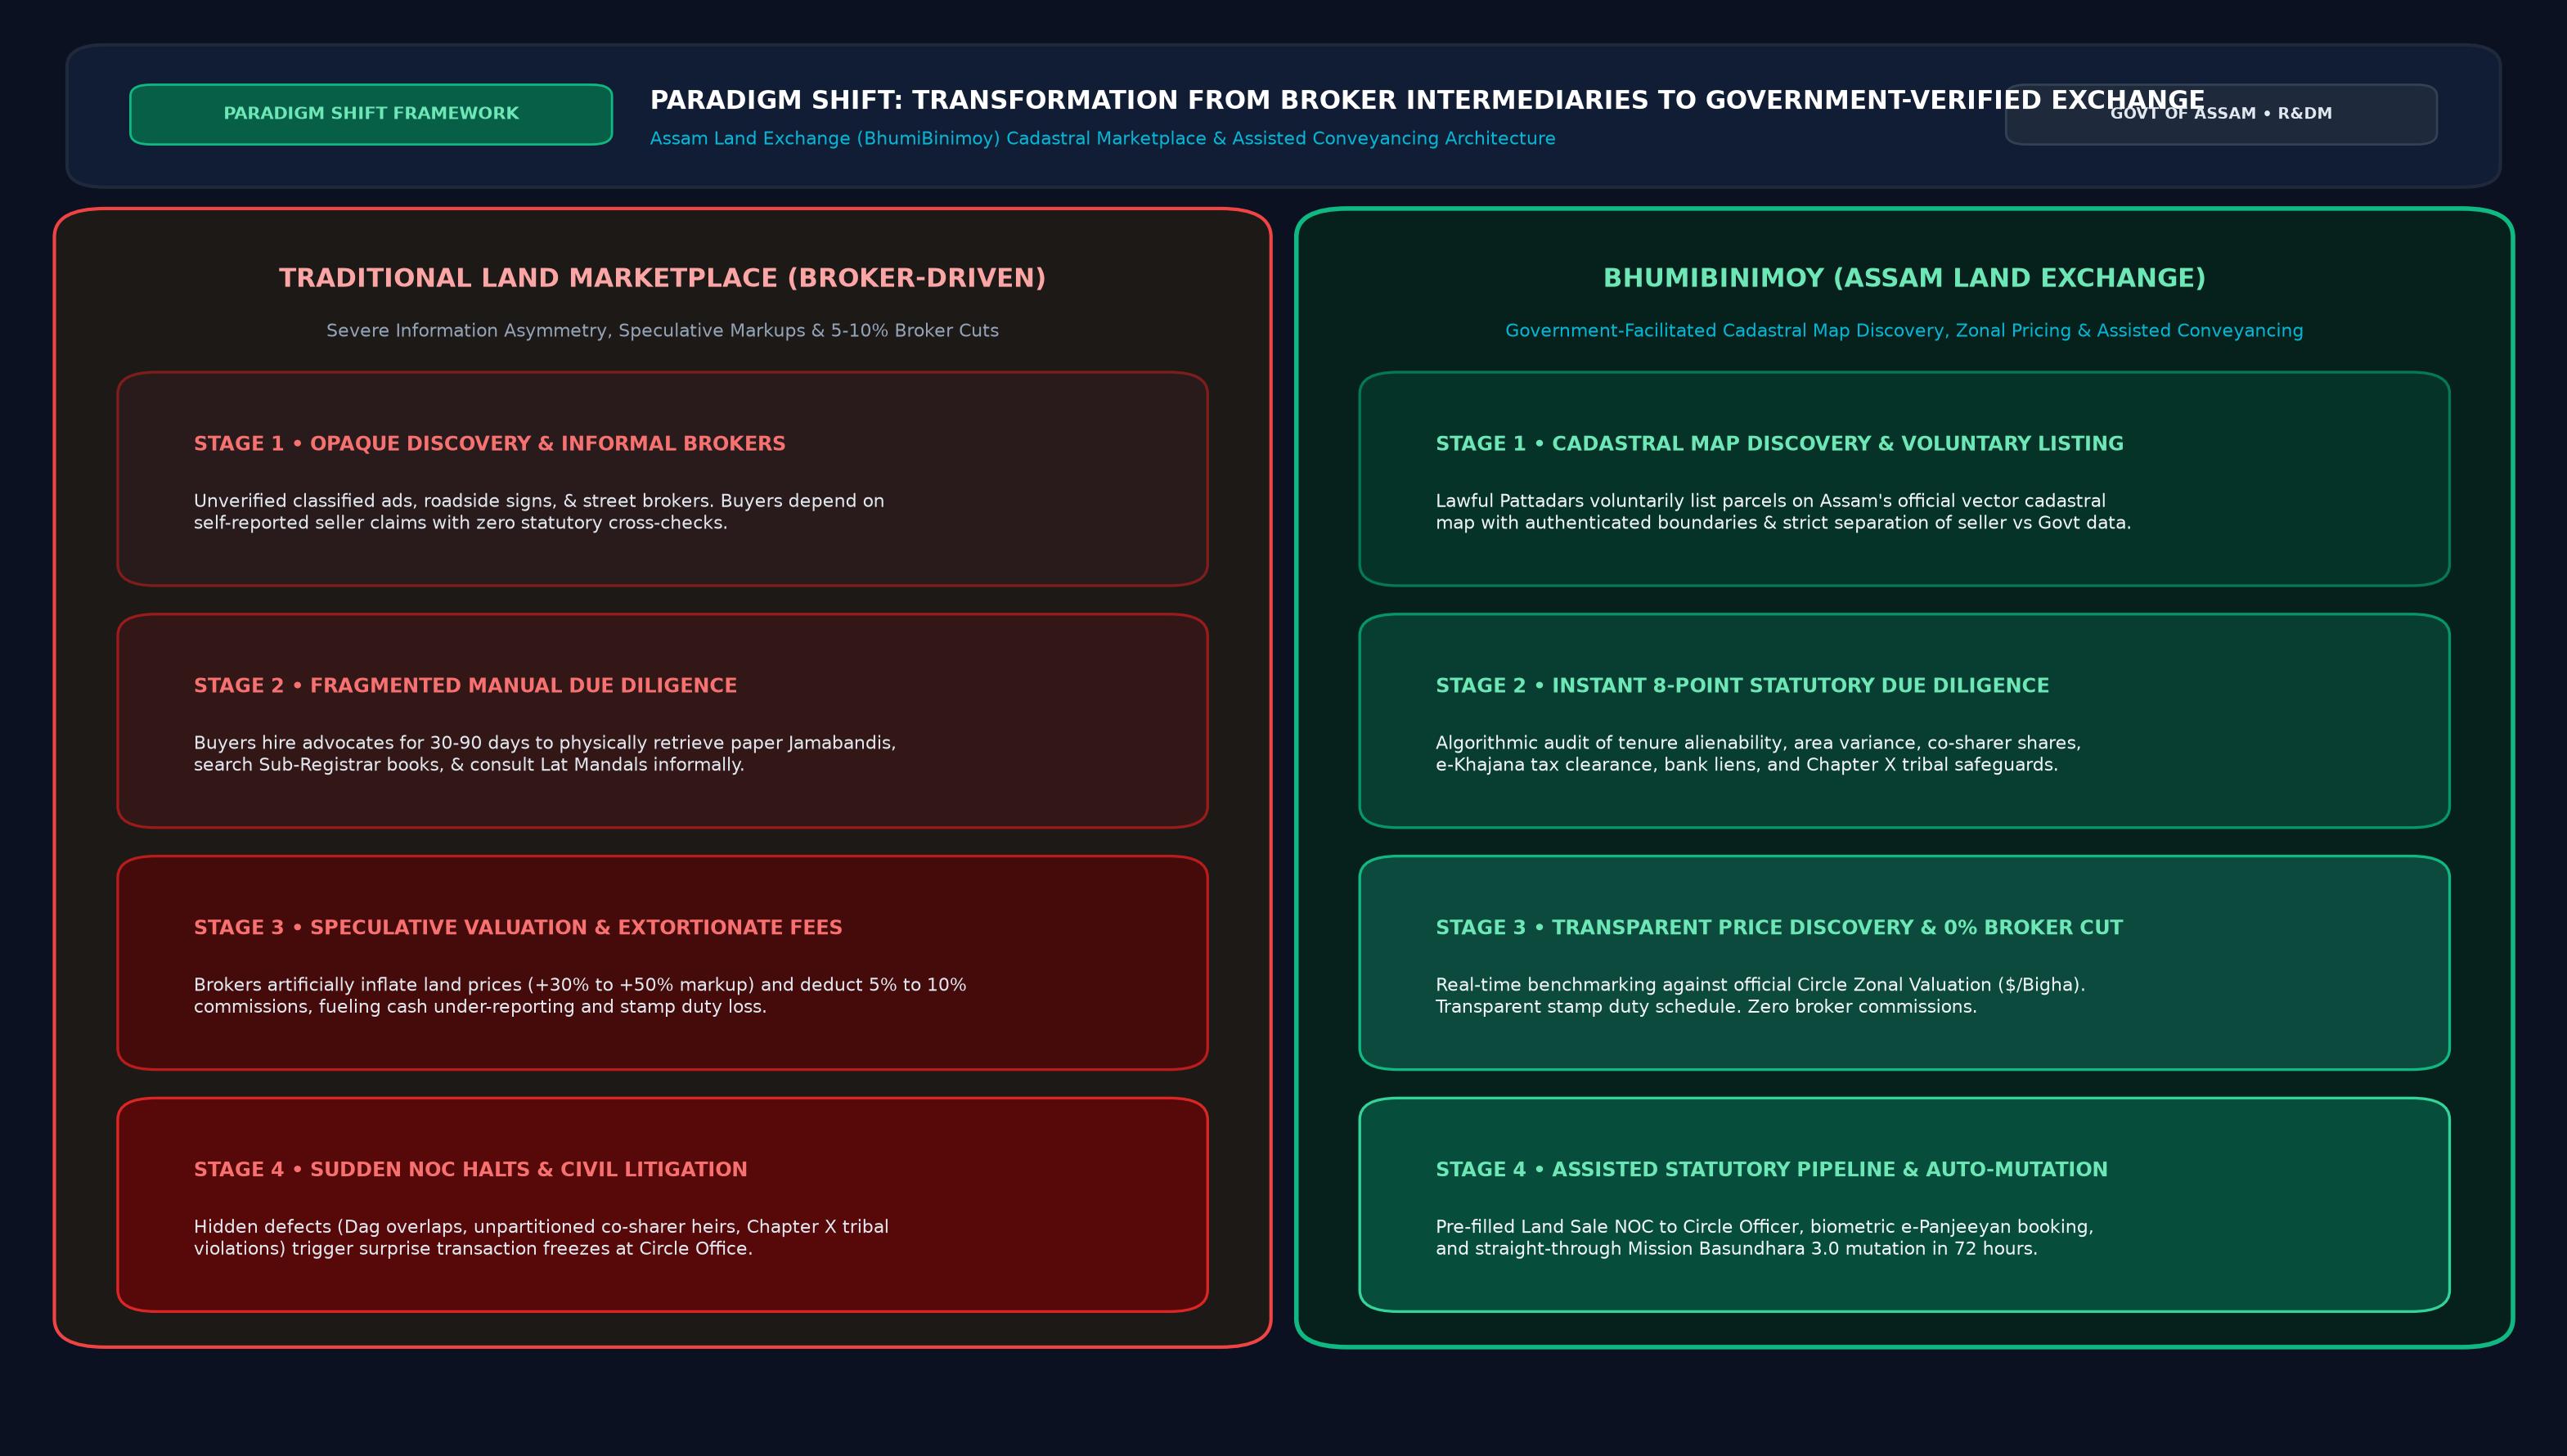 PARADIGM SHIFT FRAMEWORK
PARADIGM SHIFT: TRANSFORMATION FROM BROKER INTERMEDIARIES TO GOVERNMENT-VERIFIED EXCHANGE
Assam Land Exchange (BhumiBinimoy) Cadastral Marketplace & Assisted Conveyancing Architecture
GOVT OF ASSAM • R&DM
TRADITIONAL LAND MARKETPLACE (BROKER-DRIVEN)
Severe Information Asymmetry, Speculative Markups & 5-10% Broker Cuts
STAGE 1 • OPAQUE DISCOVERY & INFORMAL BROKERS
Unverified classified ads, roadside signs, & street brokers. Buyers depend on
self-reported seller claims with zero statutory cross-checks.
STAGE 2 • FRAGMENTED MANUAL DUE DILIGENCE
Buyers hire advocates for 30-90 days to physically retrieve paper Jamabandis,
search Sub-Registrar books, & consult Lat Mandals informally.
STAGE 3 • SPECULATIVE VALUATION & EXTORTIONATE FEES
Brokers artificially inflate land prices (+30% to +50% markup) and deduct 5% to 10%
commissions, fueling cash under-reporting and stamp duty loss.
STAGE 4 • SUDDEN NOC HALTS & CIVIL LITIGATION
Hidden defects (Dag overlaps, unpartitioned co-sharer heirs, Chapter X tribal
violations) trigger surprise transaction freezes at Circle Office.
BHUMIBINIMOY (ASSAM LAND EXCHANGE)
Government-Facilitated Cadastral Map Discovery, Zonal Pricing & Assisted Conveyancing
STAGE 1 • CADASTRAL MAP DISCOVERY & VOLUNTARY LISTING
Lawful Pattadars voluntarily list parcels on Assam's official vector cadastral
map with authenticated boundaries & strict separation of seller vs Govt data.
STAGE 2 • INSTANT 8-POINT STATUTORY DUE DILIGENCE
Algorithmic audit of tenure alienability, area variance, co-sharer shares,
e-Khajana tax clearance, bank liens, and Chapter X tribal safeguards.
STAGE 3 • TRANSPARENT PRICE DISCOVERY & 0% BROKER CUT
Real-time benchmarking against official Circle Zonal Valuation ($/Bigha).
Transparent stamp duty schedule. Zero broker commissions.
STAGE 4 • ASSISTED STATUTORY PIPELINE & AUTO-MUTATION
Pre-filled Land Sale NOC to Circle Officer, biometric e-Panjeeyan booking,
and straight-through Mission Basundhara 3.0 mutation in 72 hours.